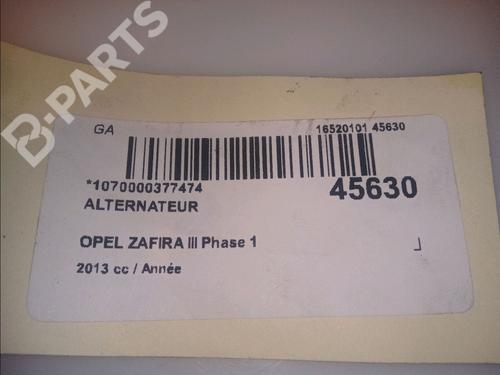 B-PARTS
GA
16520101 45630
*1070000377474
45630
ALTERNATEUR
OPEL ZAFIRA III Phase 1
2013 cc / Année